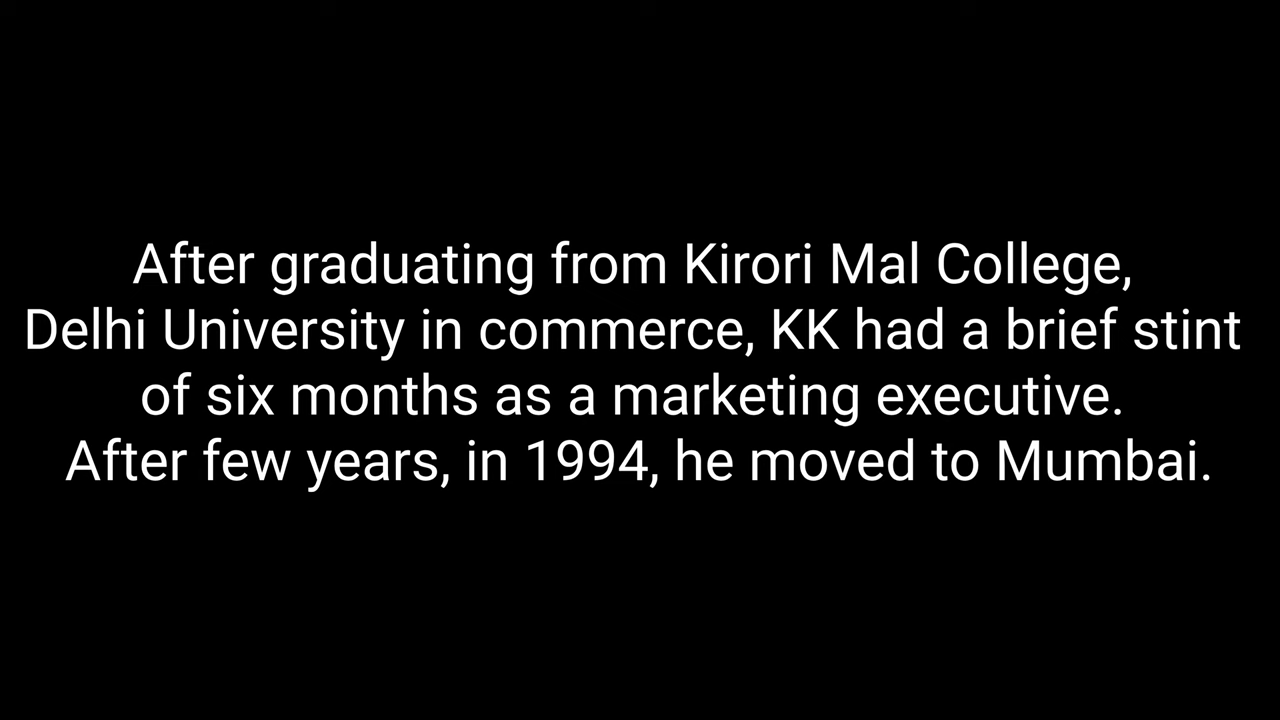 After graduating from Kirori Mal College,
Delhi University in commerce, KK had a brief stint
of six months as a marketing executive.
After few years, in 1994, he moved to Mumbai.